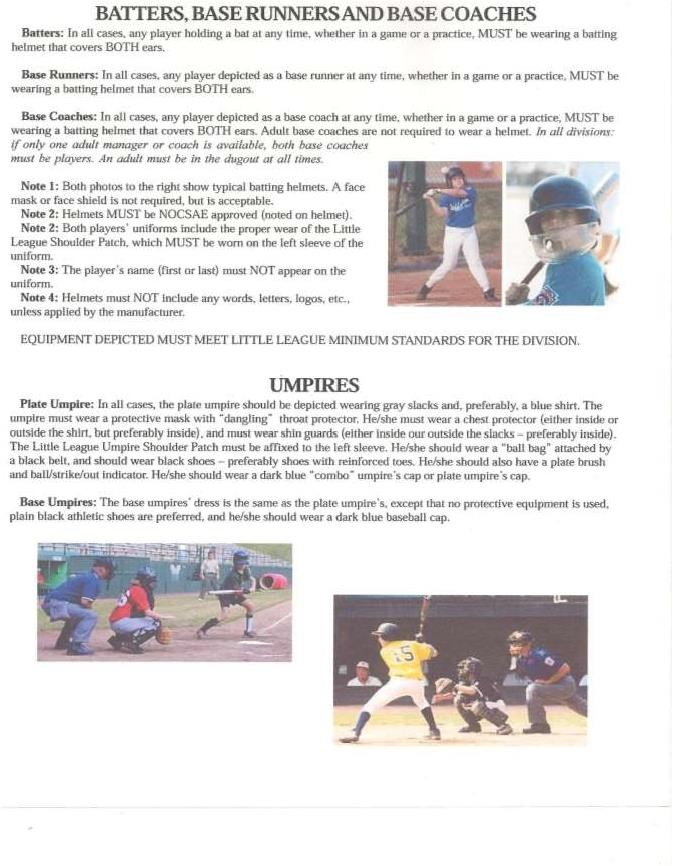 BATTERS, BASE RUNNERS AND BASE COACHES
Batters: In all cases, any player holding a bat at any time, whether in a game or a practice, MUST be wearing a batting
helmet that covers BOTH ears.
Base Runners: In all cases, any player depicted as a base runner at any time, whether in a game or a practice, MUST be
wearing a batting helmet that covers BOTH ears.
Base Coaches: In all cases, any player depicted as a base coach at any time, whether in a game or a practice, MUST be
wearing a batting helmet that covers BOTH ears. Adult base coaches are not required to wear a helmet. In all divisions:
if only one adult manager or coach is available, both base coaches
must be players. An adult must be in the dugout at all times.
Note 1: Both photos to the right show typical batting helmets. A face
mask or face shield is not required, but is acceptable.
Note 2: Helmets MUST be NOCSAE approved (noted on helmet).
Note 2: Both players' uniforms include the proper wear of the Little
League Shoulder Patch, which MUST be worn on the left sleeve of the
uniform.
Note 3: The player's name (first or last) must NOT appear on the
uniform.
Note 4: Helmets must NOT include any words, letters, logos, etc.,
unless applied by the manufacturer.
EQUIPMENT DEPICTED MUST MEET LITTLE LEAGUE MINIMUM STANDARDS FOR THE DIVISION.
UMPIRES
Plate Umpire: In all cases, the plate umpire should be depicted wearing gray slacks and, preferably, a blue shirt. The
umpire must wear a protective mask with "dangling" throat protector. He/she must wear a chest protector (either inside or
outside the shirt, but preferably inside), and must wear shin guards (either inside our outside the slacks – preferably inside).
The Little League Umpire Shoulder Patch must be affixed to the left sleeve. He/she should wear a "ball bag" attached by
a black belt, and should wear black shoes – preferably shoes with reinforced toes. He/she should also have a plate brush
and ball/strike/out indicator. He/she should wear a dark blue "combo" umpire's cap or plate umpire's cap.
Base Umpires: The base umpires' dress is the same as the plate umpire's, except that no protective equipment is used,
plain black athletic shoes are preferred, and he/she should wear a dark blue baseball cap.
15